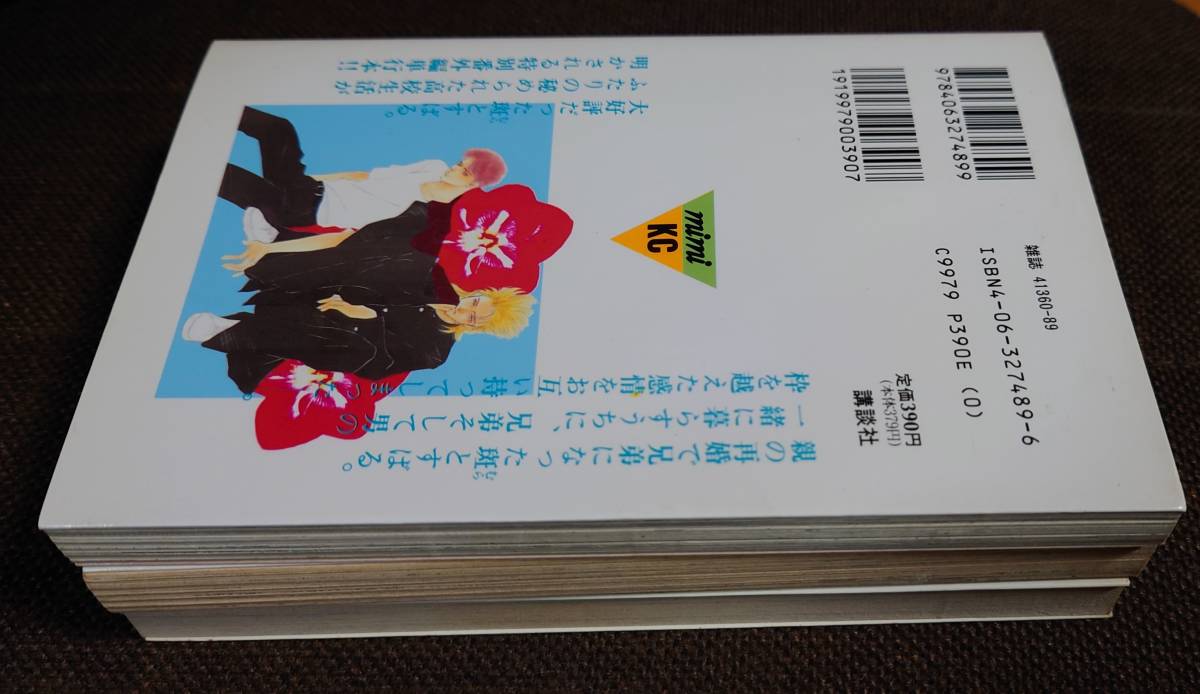 9784063274899
1919979003907
雑誌 41360-89
ISBN4-06-327489-6
C9979 P390E (0)
定価390円
(本体379円)
講談社
mimi
KC
親の再婚で兄弟になった斑とすばる。
一緒に暮らすうちに、兄弟そして男の
枠を越えた感情をお互い持ってしまった。
大好評だった斑とすばる。
ふたりの秘められた高校生活が
明かされる特別番外編単行本!!